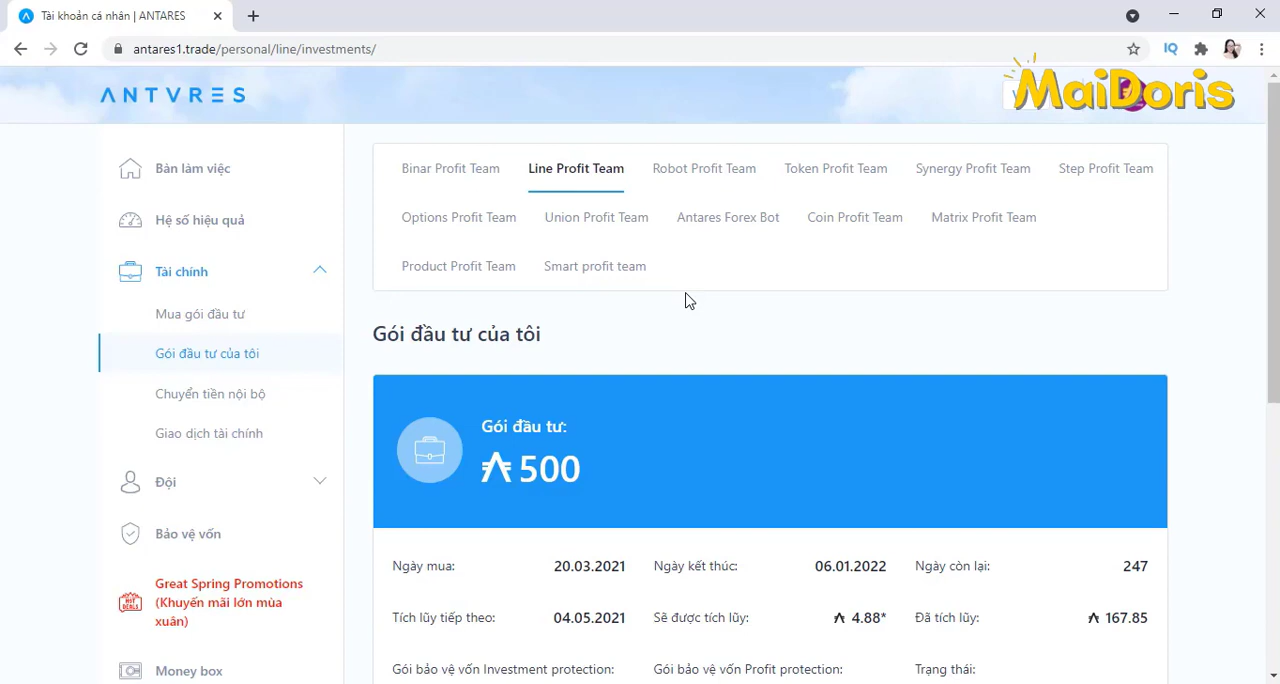 Tài khoản cá nhân | ANTARES
antares1.trade/personal/line/investments/
IQ
MaiDoris
ANTARES
Bàn làm việc
Hệ số hiệu quả
Tài chính
Mua gói đầu tư
Gói đầu tư của tôi
Chuyển tiền nội bộ
Giao dịch tài chính
Đội
Bảo vệ vốn
HOT DEALS
Great Spring Promotions
(Khuyến mãi lớn mùa
xuân)
Money box
Binar Profit Team Line Profit Team Robot Profit Team Token Profit Team Synergy Profit Team Step Profit Team
Options Profit Team Union Profit Team Antares Forex Bot Coin Profit Team Matrix Profit Team
Product Profit Team Smart profit team
Gói đầu tư của tôi
Gói đầu tư:
500
Ngày mua: 20.03.2021 Ngày kết thúc: 06.01.2022 Ngày còn lại: 247
Tích lũy tiếp theo: 04.05.2021 Sẽ được tích lũy: 4.88* Đã tích lũy: 167.85
Gói bảo vệ vốn Investment protection: Gói bảo vệ vốn Profit protection: Trạng thái: